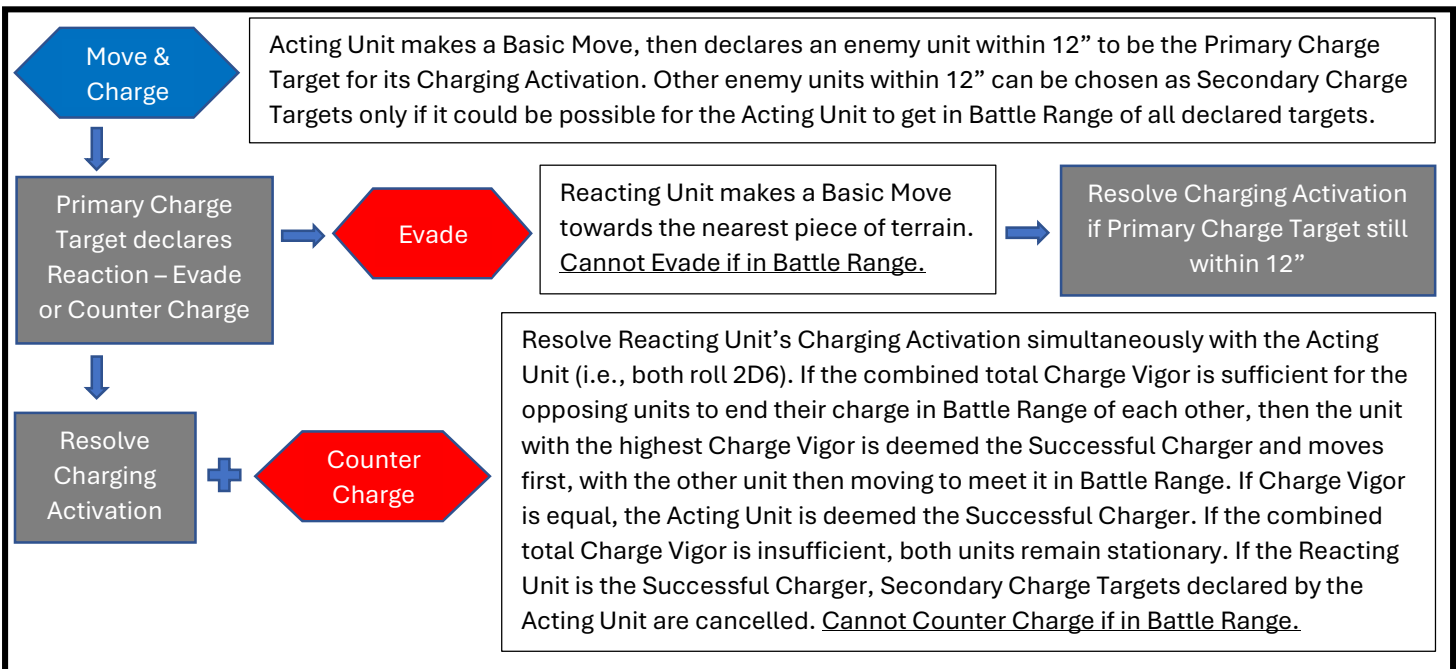 Move &
Charge
Acting Unit makes a Basic Move, then declares an enemy unit within 12” to be the Primary Charge
Target for its Charging Activation. Other enemy units within 12” can be chosen as Secondary Charge
Targets only if it could be possible for the Acting Unit to get in Battle Range of all declared targets.
Primary Charge
Target declares
Reaction – Evade
or Counter Charge
Evade
Reacting Unit makes a Basic Move
towards the nearest piece of terrain.
Cannot Evade if in Battle Range.
Resolve Charging Activation
if Primary Charge Target still
within 12”
Resolve
Charging
Activation
Counter
Charge
Resolve Reacting Unit’s Charging Activation simultaneously with the Acting
Unit (i.e., both roll 2D6). If the combined total Charge Vigor is sufficient for the
opposing units to end their charge in Battle Range of each other, then the unit
with the highest Charge Vigor is deemed the Successful Charger and moves
first, with the other unit then moving to meet it in Battle Range. If Charge Vigor
is equal, the Acting Unit is deemed the Successful Charger. If the combined
total Charge Vigor is insufficient, both units remain stationary. If the Reacting
Unit is the Successful Charger, Secondary Charge Targets declared by the
Acting Unit are cancelled. Cannot Counter Charge if in Battle Range.